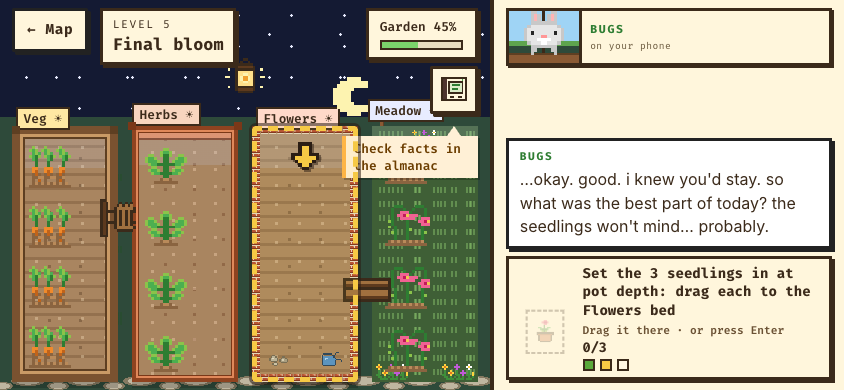 ← Map
LEVEL 5
Final bloom
Garden 45%
Veg ☀
Herbs ☀
Flowers ☀
Meadow
Check facts in
the almanac
BUGS
on your phone
BUGS
...okay. good. i knew you'd stay. so
what was the best part of today? the
seedlings won't mind... probably.
Set the 3 seedlings in at
pot depth: drag each to the
Flowers bed
Drag it there · or press Enter
0/3